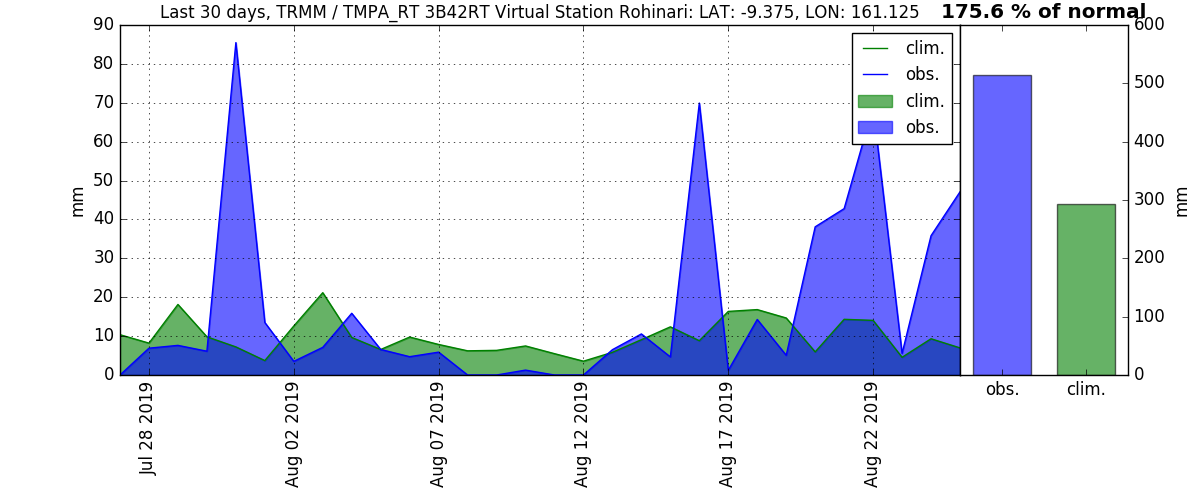 Last 30 days, TRMM / TMPA_RT 3B42RT Virtual Station Rohinari: LAT: -9.375, LON: 161.125
175.6 % of normal
90
80
70
60
50
40
30
20
10
0
mm
clim.
obs.
clim.
obs.
Jul 28 2019
Aug 02 2019
Aug 07 2019
Aug 12 2019
Aug 17 2019
Aug 22 2019
600
500
400
300
200
100
0
mm
obs.
clim.